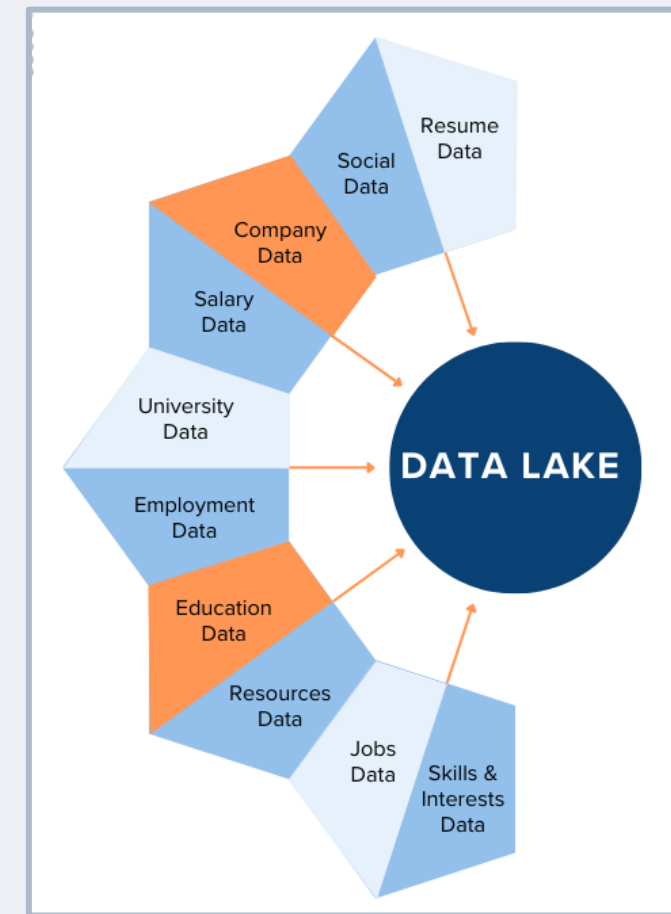 Resume
Data
Social
Data
Company
Data
Salary
Data
University
Data
DATA LAKE
Employment
Data
Education
Data
Resources
Data
Jobs
Data
Skills &
Interests
Data